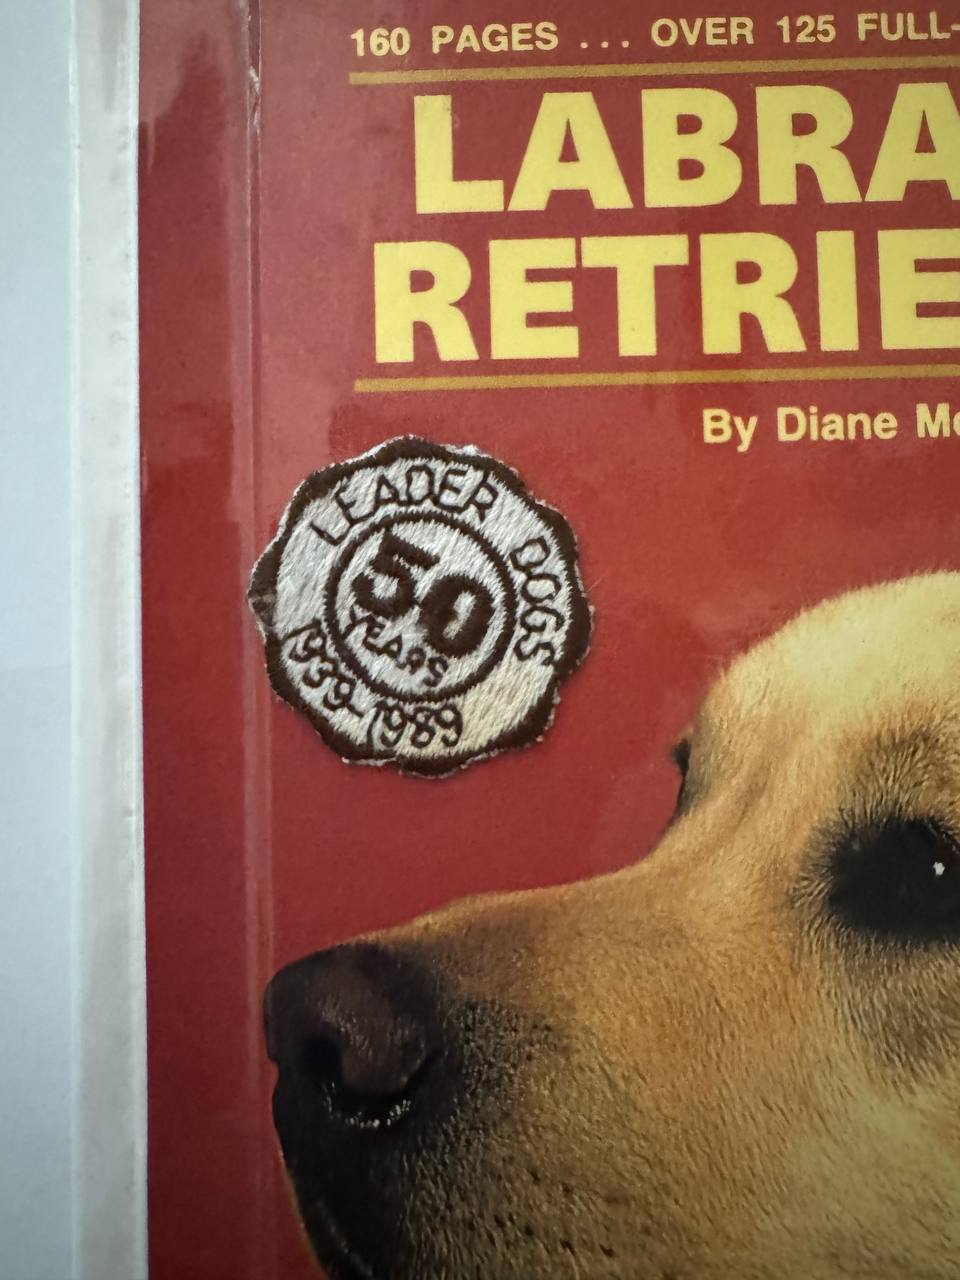 160 PAGES ... OVER 125 FULL-
LABRA
RETRIE
By Diane Mc
LEADER DOGS
50
YEARS
1939-1989